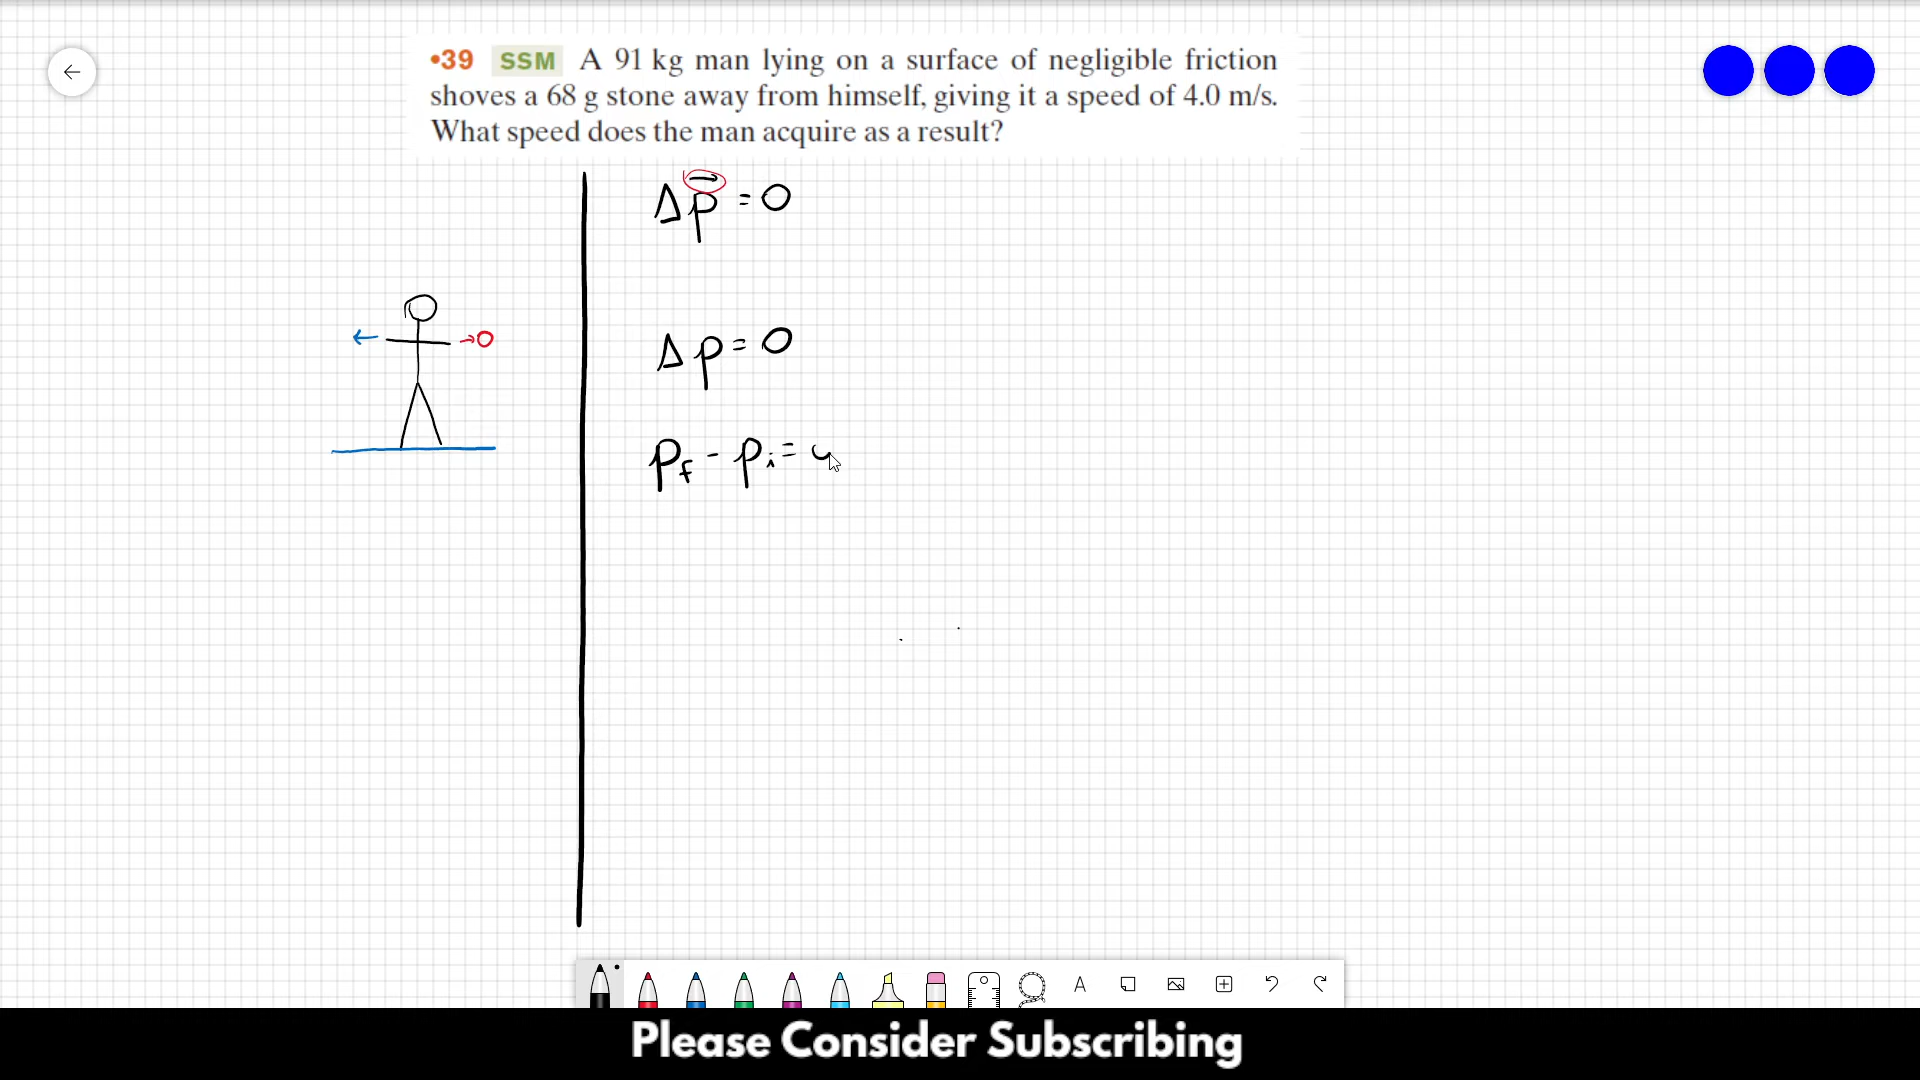 •39 SSM A 91 kg man lying on a surface of negligible friction
shoves a 68 g stone away from himself, giving it a speed of 4.0 m/s.
What speed does the man acquire as a result?
Δp⃗ = 0
Δp = 0
pf - pi =
A
Please Consider Subscribing